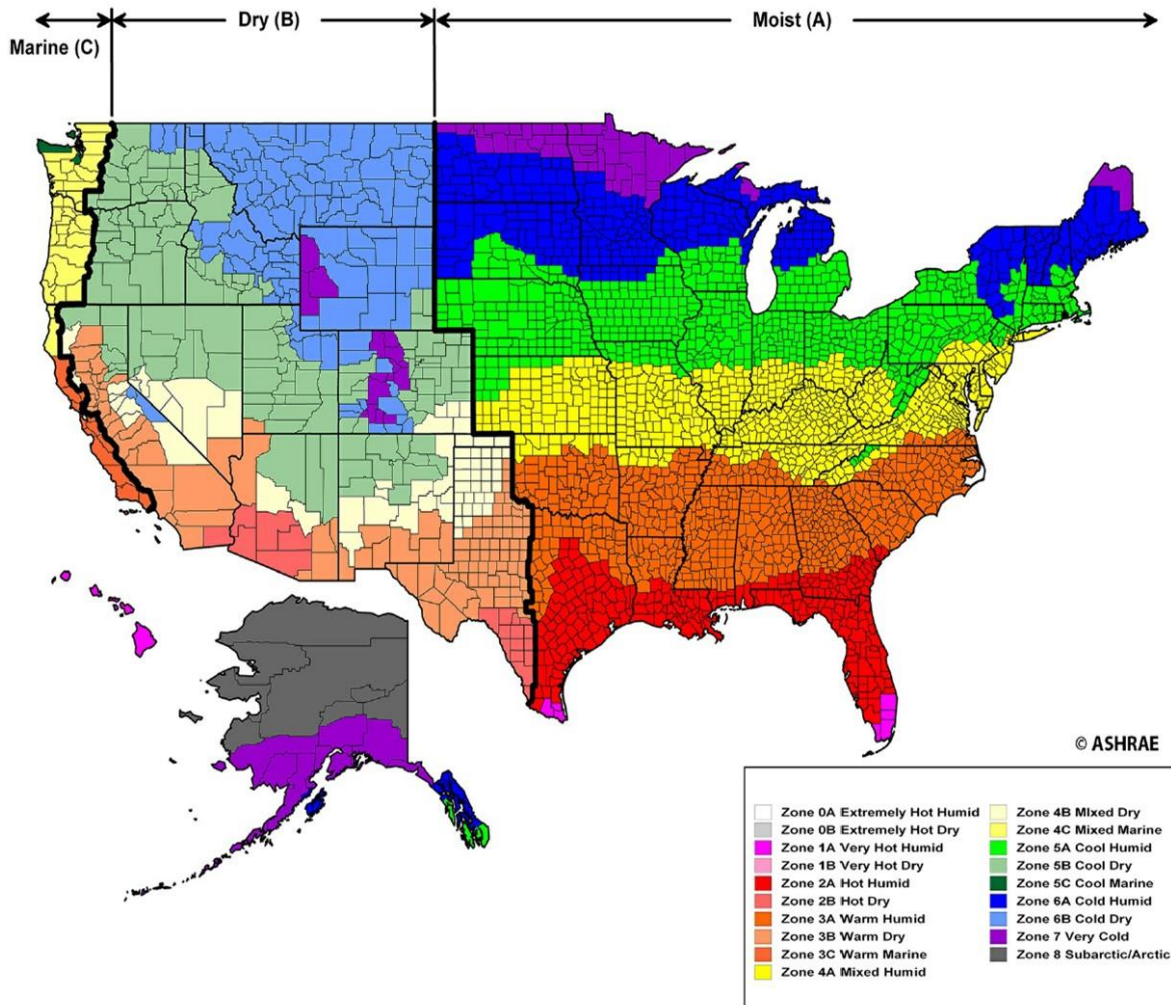 Dry (B)
Moist (A)
Marine (C)
© ASHRAE
Zone 0A Extremely Hot Humid
Zone 0B Extremely Hot Dry
Zone 1A Very Hot Humid
Zone 1B Very Hot Dry
Zone 2A Hot Humid
Zone 2B Hot Dry
Zone 3A Warm Humid
Zone 3B Warm Dry
Zone 3C Warm Marine
Zone 4A Mixed Humid
Zone 4B Mixed Dry
Zone 4C Mixed Marine
Zone 5A Cool Humid
Zone 5B Cool Dry
Zone 5C Cool Marine
Zone 6A Cold Humid
Zone 6B Cold Dry
Zone 7 Very Cold
Zone 8 Subarctic/Arctic